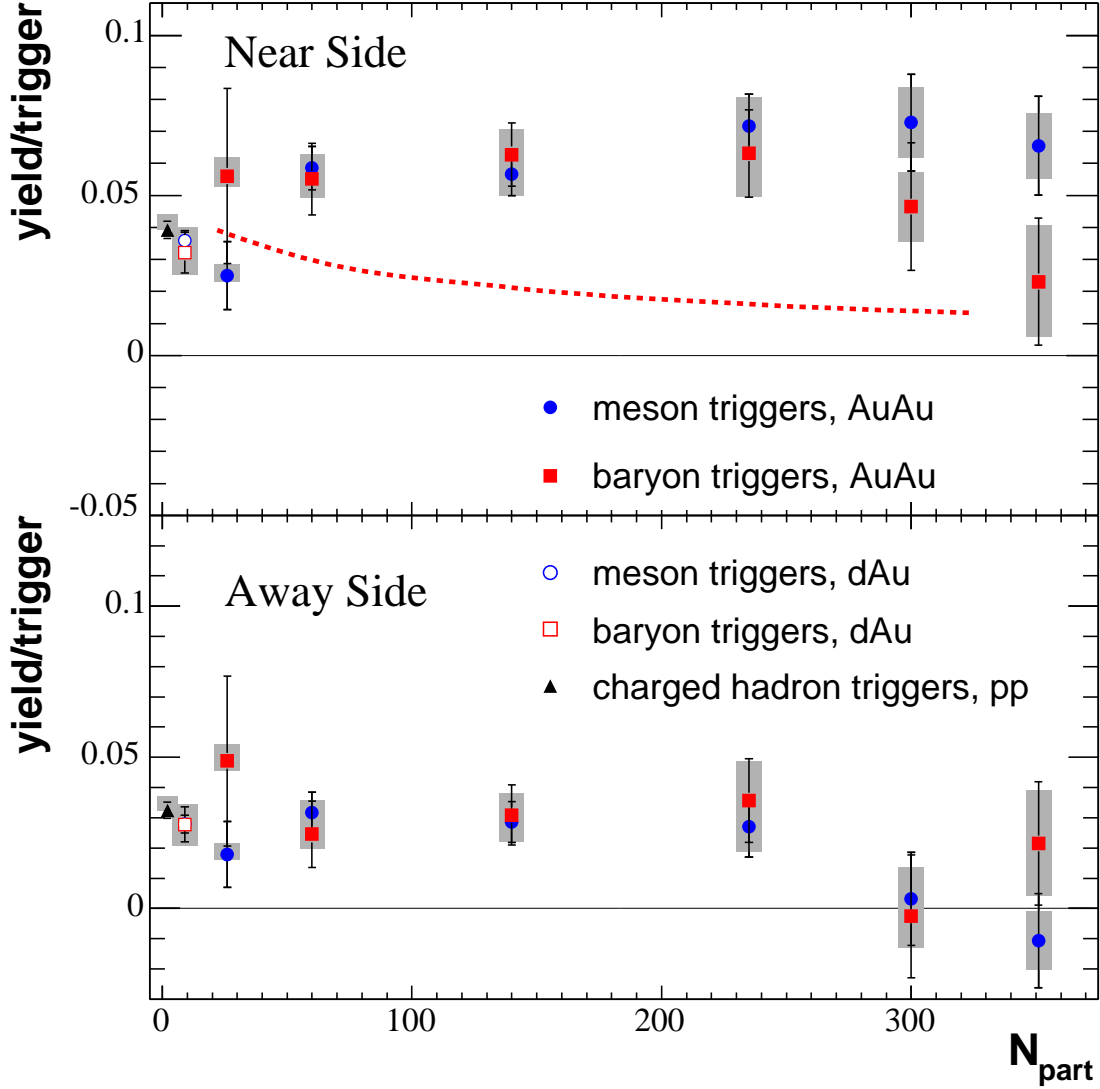 yield/trigger
0.1
0.05
0
-0.05
Near Side
meson triggers, AuAu
baryon triggers, AuAu
yield/trigger
0.1
0.05
0
Away Side
meson triggers, dAu
baryon triggers, dAu
charged hadron triggers, pp
0 100 200 300
Npart